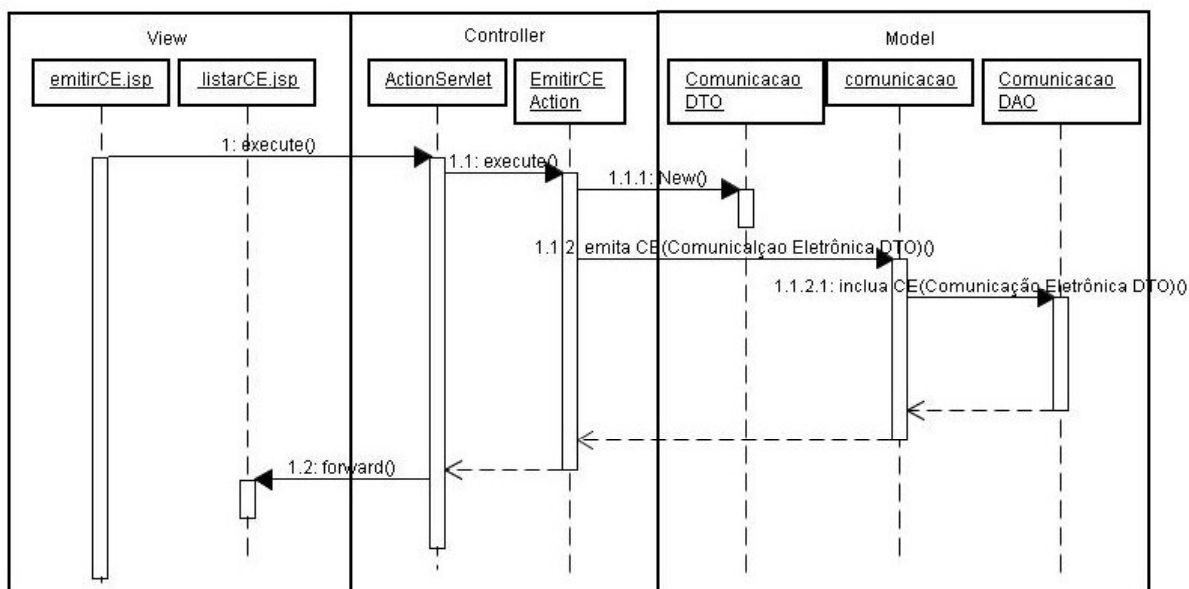 View
Controller
Model
emitirCE.jsp
listarCE.jsp
ActionServlet
EmitirCE
Action
Comunicacao
DTO
comunicacao
Comunicacao
DAO
1: execute()
1.1: execute()
1.1.1: New()
1.1.2: emita CE(Comunicalçao Eletrônica DTO)()
1.1.2.1: inclua CE(Comunicação Eletrônica DTO)()
1.2: forward()